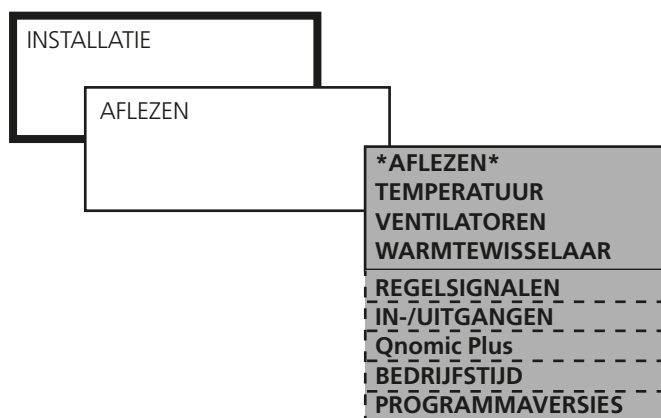 INSTALLATIE
AFLEZEN
*AFLEZEN*
TEMPERATUUR
VENTILATOREN
WARMTEWISSELAAR
REGELSIGNALEN
IN-/UITGANGEN
Qnomic Plus
BEDRIJFSTIJD
PROGRAMMAVERSIES